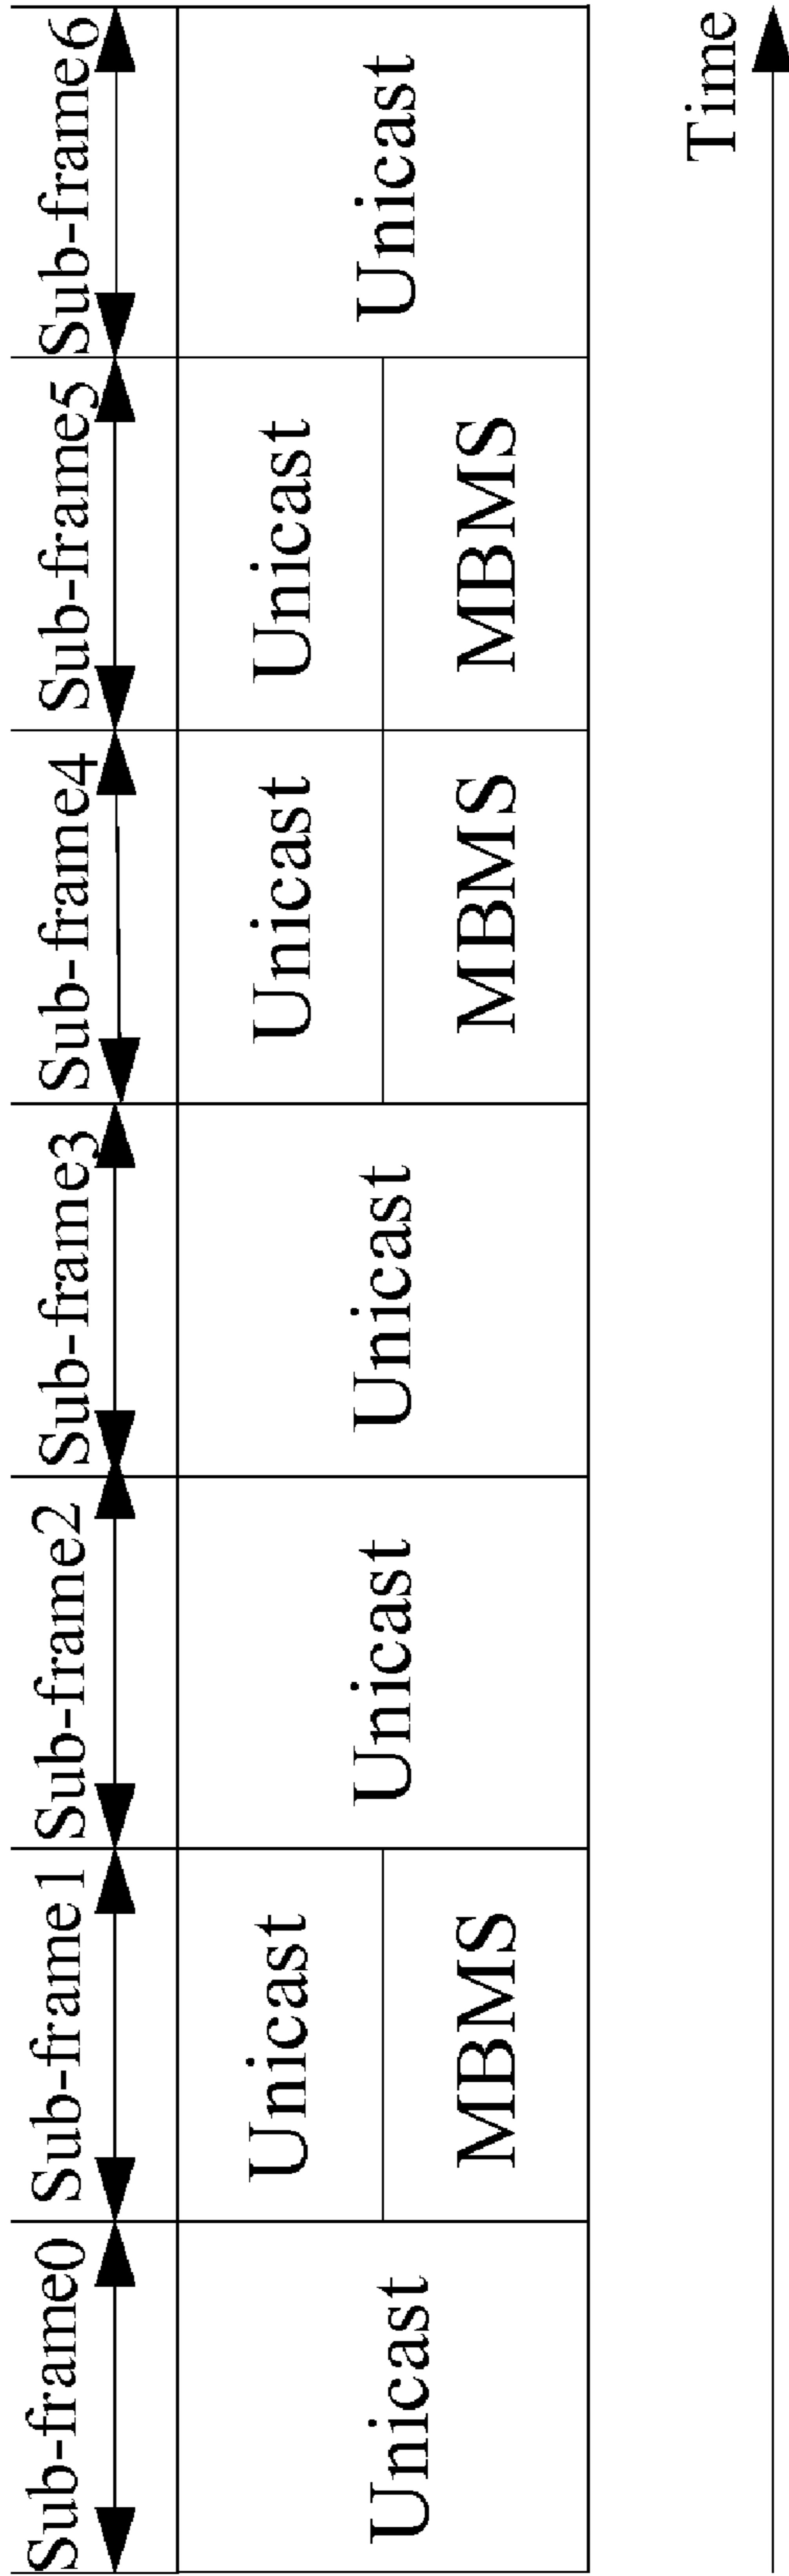 Sub-frame0
Sub-frame1
Sub-frame2
Sub-frame3
Sub-frame4
Sub-frame5
Sub-frame6
Unicast
Unicast
MBMS
Unicast
Unicast
Unicast
MBMS
Unicast
MBMS
Unicast
Time